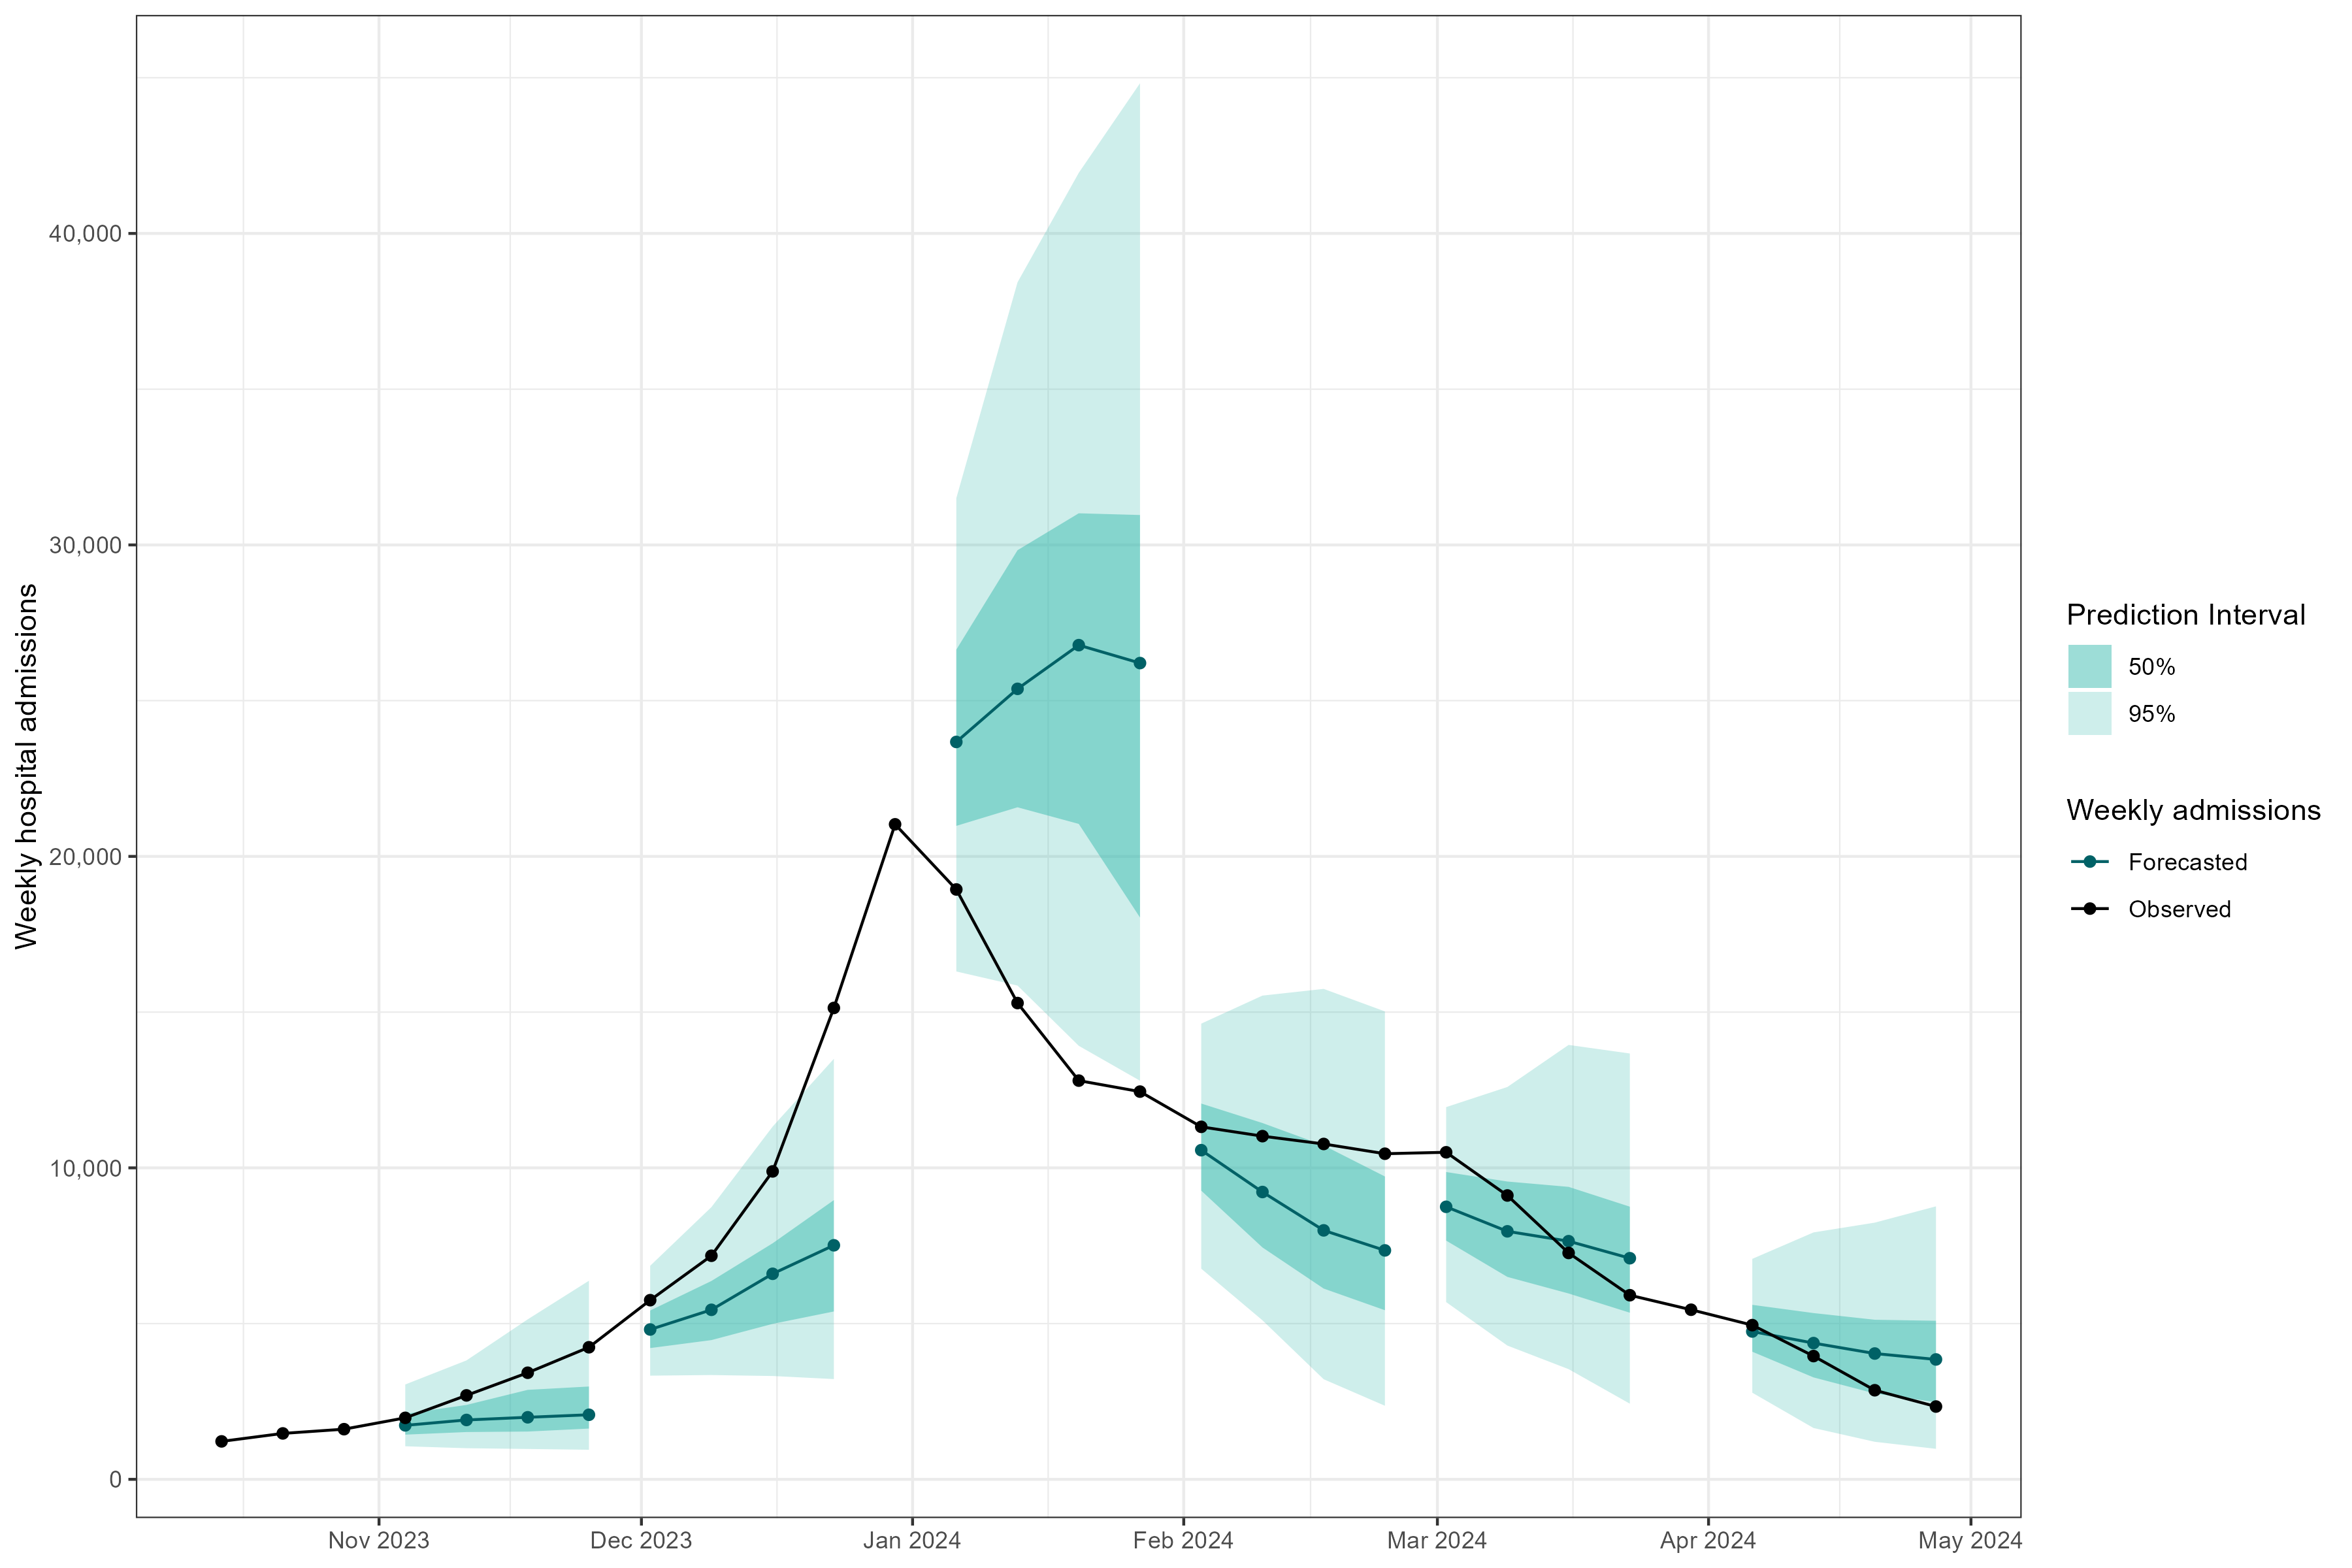 Weekly hospital admissions
40,000
30,000
20,000
10,000
0
Nov 2023
Dec 2023
Jan 2024
Feb 2024
Mar 2024
Apr 2024
May 2024
Prediction Interval
50%
95%
Weekly admissions
Forecasted
Observed